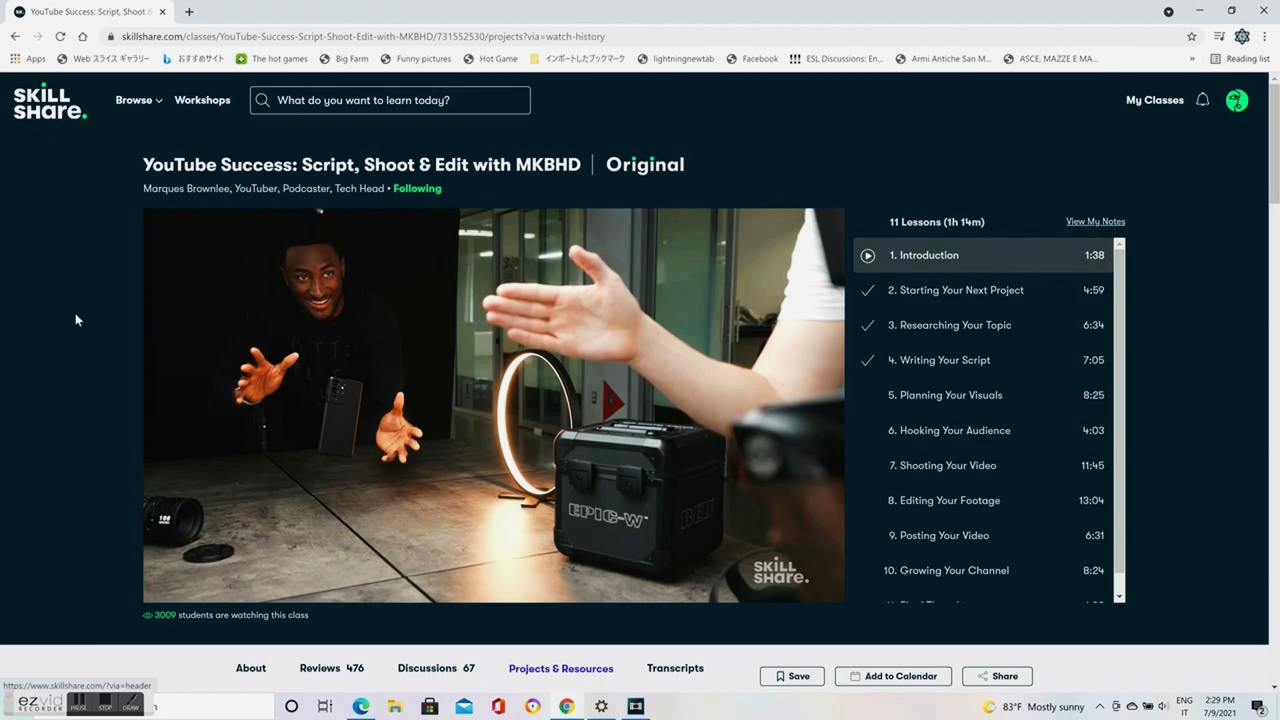 YouTube Success: Script, Shoot &
skillshare.com/classes/YouTube-Success-Script-Shoot-Edit-with-MKBHD/731552530/projects?via=watch-history
Apps Web スライス ギャラリー おすすめサイト The hot games Big Farm Funny pictures Hot Game インポートしたブックマーク lightningnewtab Facebook ESL Discussions: En... Armi Antiche San M... ASCE, MAZZE E MA... » Reading list
SKILL SHARE. Browse Workshops What do you want to learn today? My Classes
YouTube Success: Script, Shoot & Edit with MKBHD | Original
Marques Brownlee, YouTuber, Podcaster, Tech Head • Following
11 Lessons (1h 14m) View My Notes
1. Introduction 1:38
2. Starting Your Next Project 4:59
3. Researching Your Topic 6:34
4. Writing Your Script 7:05
5. Planning Your Visuals 8:25
6. Hooking Your Audience 4:03
7. Shooting Your Video 11:45
8. Editing Your Footage 13:04
9. Posting Your Video 6:31
10. Growing Your Channel 8:24
100
EPIC-W RED
SKILL SHARE.
3009 students are watching this class
About Reviews 476 Discussions 67 Projects & Resources Transcripts Save Add to Calendar Share
https://www.skillshare.com/?via=header
ezvid RECORDER PAUSE STOP DRAW
83°F Mostly sunny ENG IT 2:29 PM 7/9/2021 2